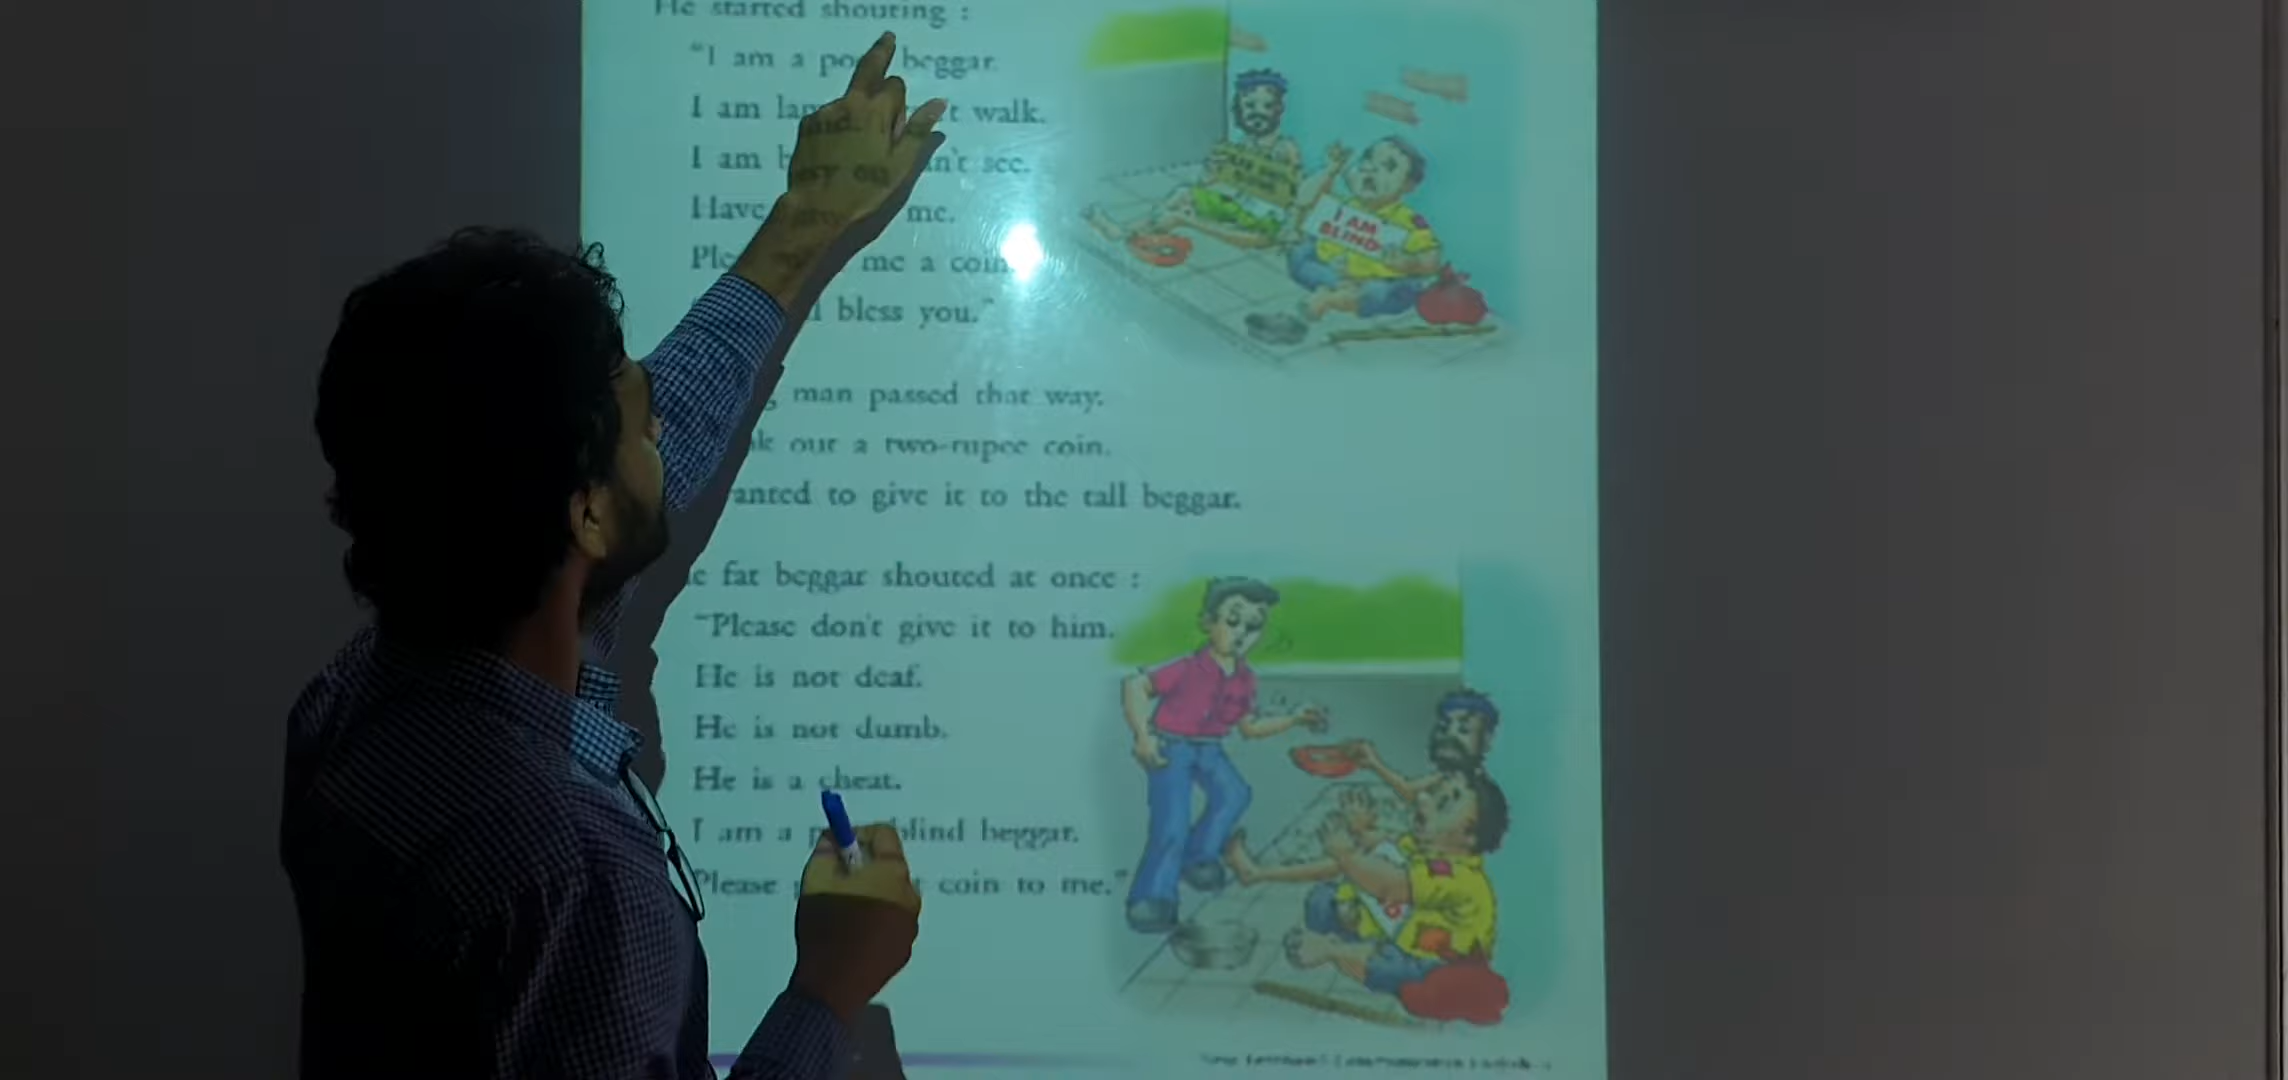 He started shouting :
"I am a beggar.
I am walk.
I am see.
Have me.
me a coin
bless you."
man passed that way.
out a two-rupee coin.
to give it to the tall beggar.
fat beggar shouted at once :
"Please don't give it to him.
He is not deaf.
He is not dumb.
He is a cheat.
I am a blind beggar.
Please coin to me."
I AM
BLIND